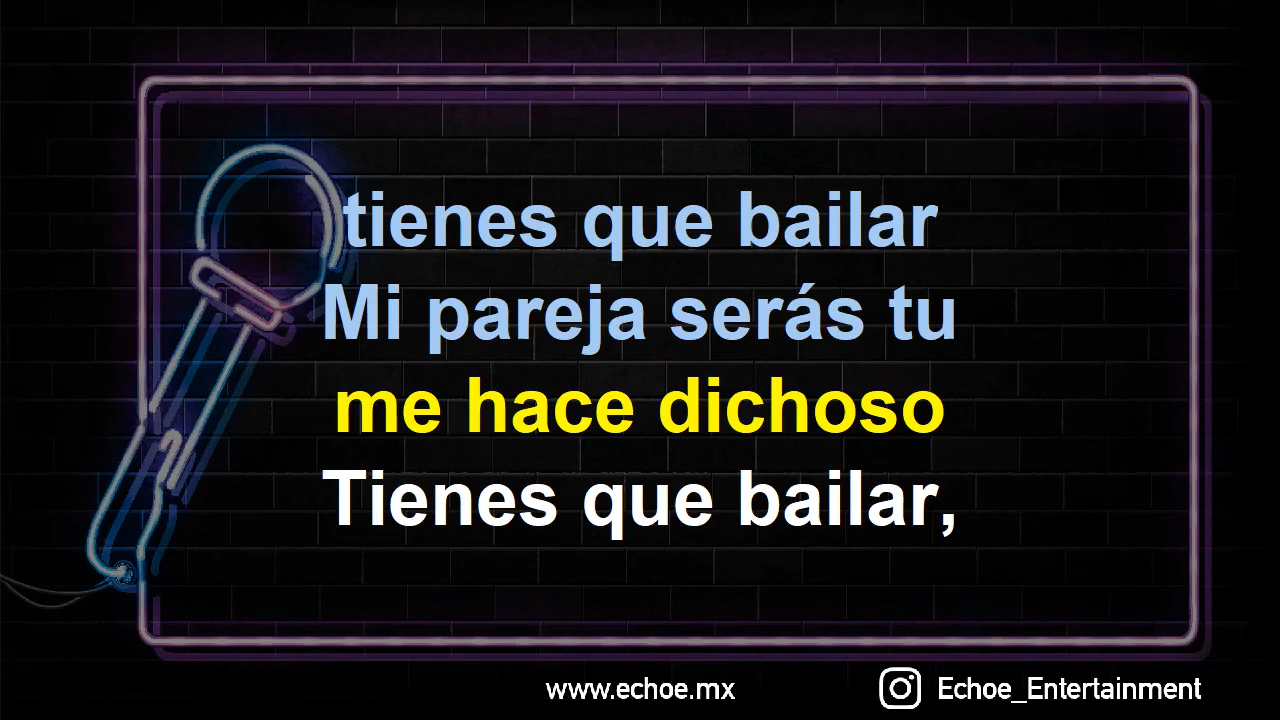 tienes que bailar
Mi pareja serás tu
me hace dichoso
Tienes que bailar,
www.echoe.mx
Echoe_Entertainment